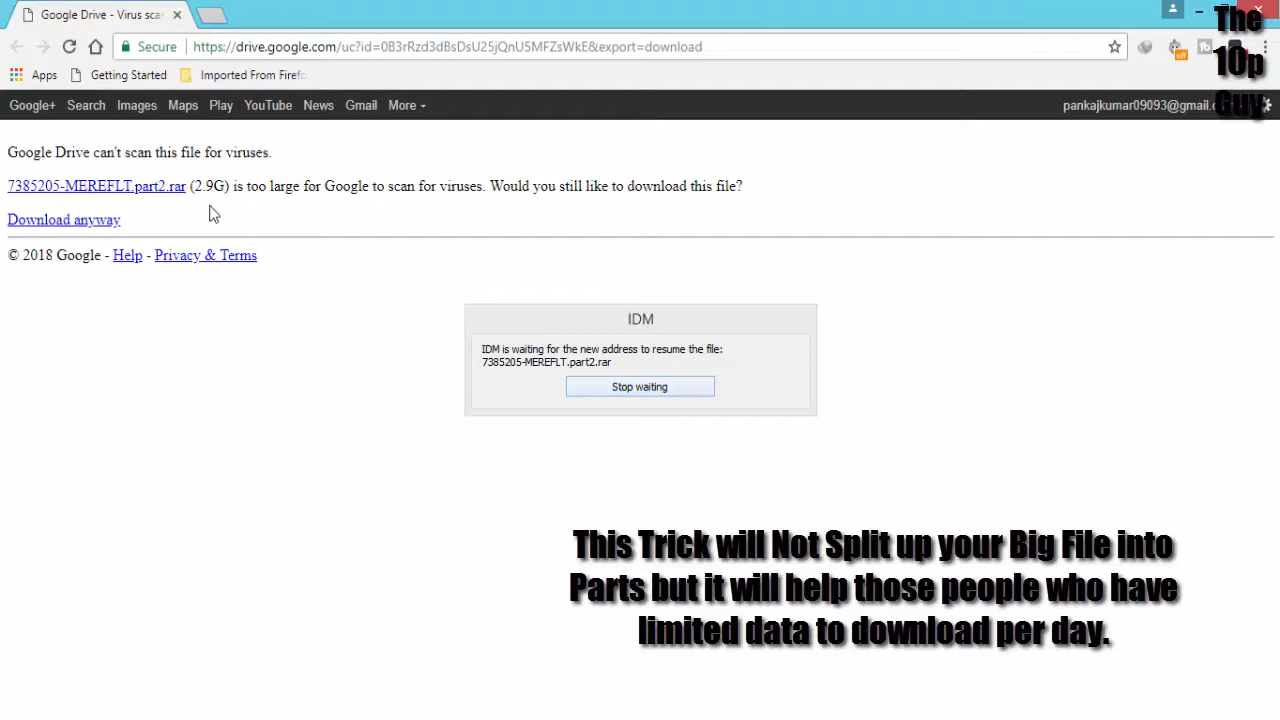 Google Drive - Virus sca
Secure https://drive.google.com/uc?id=0B3rRzd3dBsDsU25jQnU5MFZsWkE&export=download
Apps Getting Started Imported From Firefo
Google+ Search Images Maps Play YouTube News Gmail More
pankajkumar09093@gmail.c
The
10p
Guy
Google Drive can't scan this file for viruses.
7385205-MEREFLT.part2.rar (2.9G) is too large for Google to scan for viruses. Would you still like to download this file?
Download anyway
© 2018 Google - Help - Privacy & Terms
IDM
IDM is waiting for the new address to resume the file:
7385205-MEREFLT.part2.rar
Stop waiting
This Trick will Not Split up your Big File into
Parts but it will help those people who have
limited data to download per day.